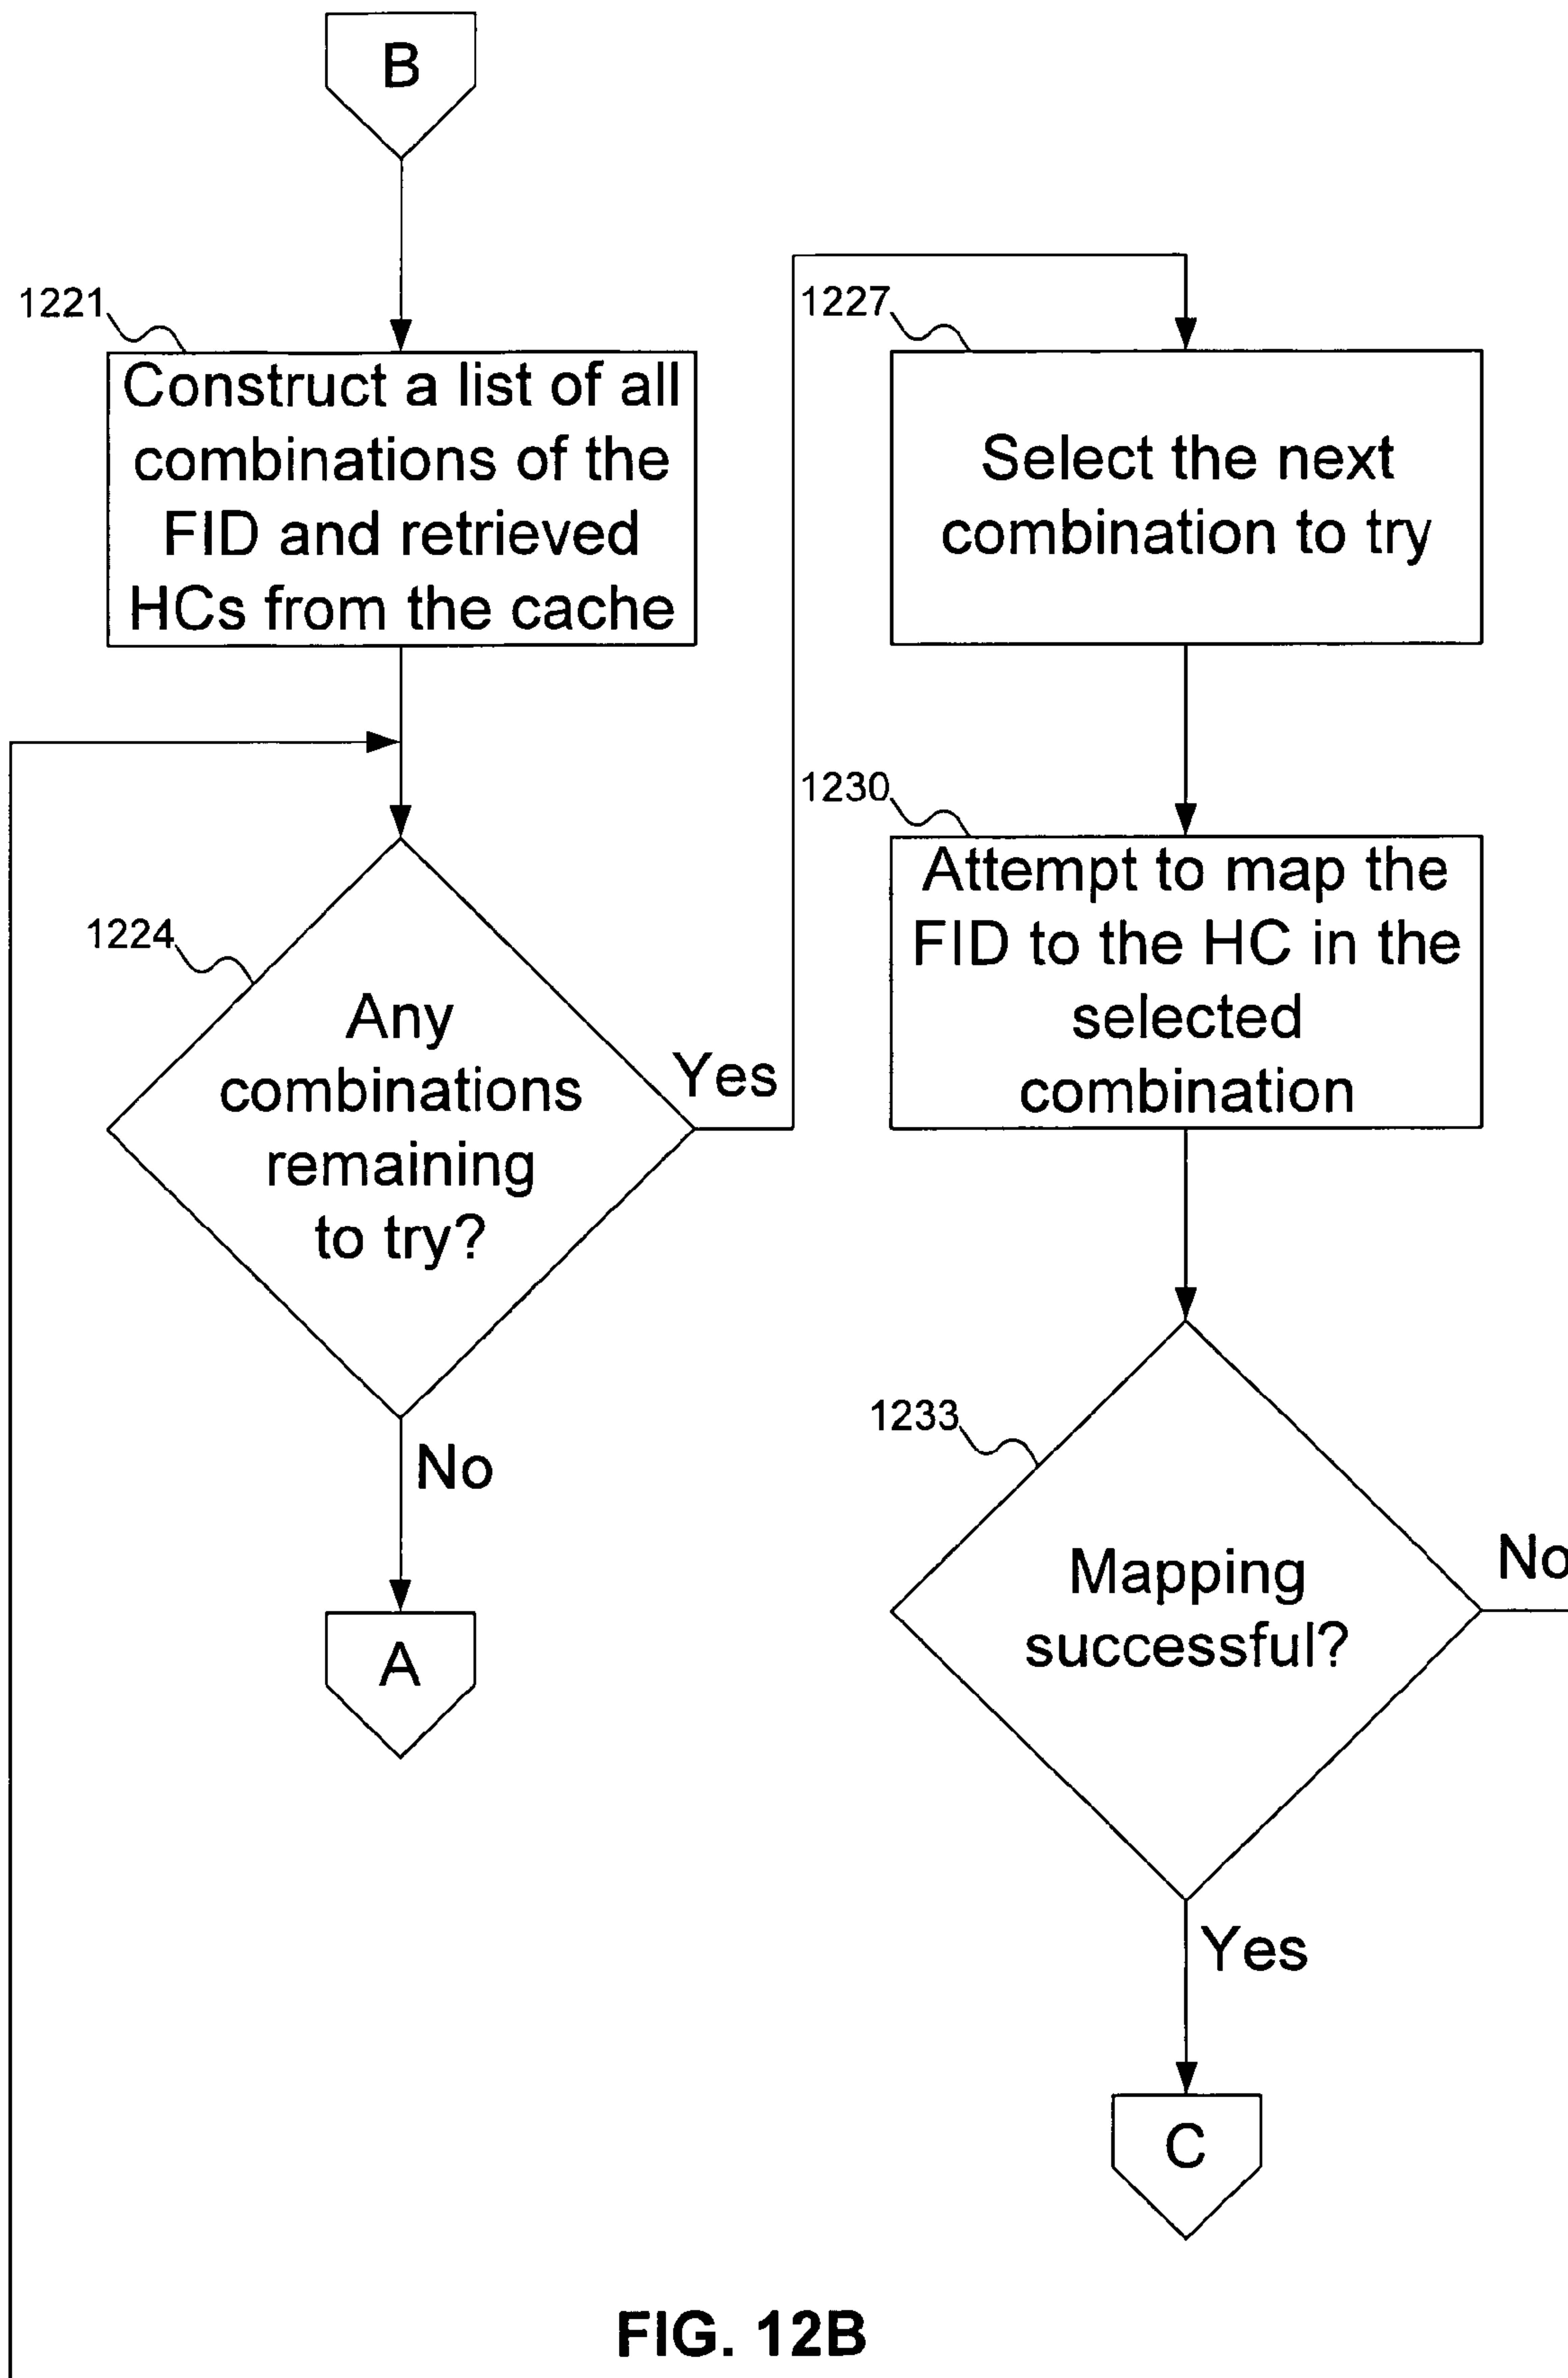 B
1221
Construct a list of all
combinations of the
FID and retrieved
HCs from the cache
1224
Any
combinations
remaining
to try?
Yes
No
A
1227
Select the next
combination to try
1230
Attempt to map the
FID to the HC in the
selected
combination
1233
Mapping
successful?
No
Yes
C
FIG. 12B